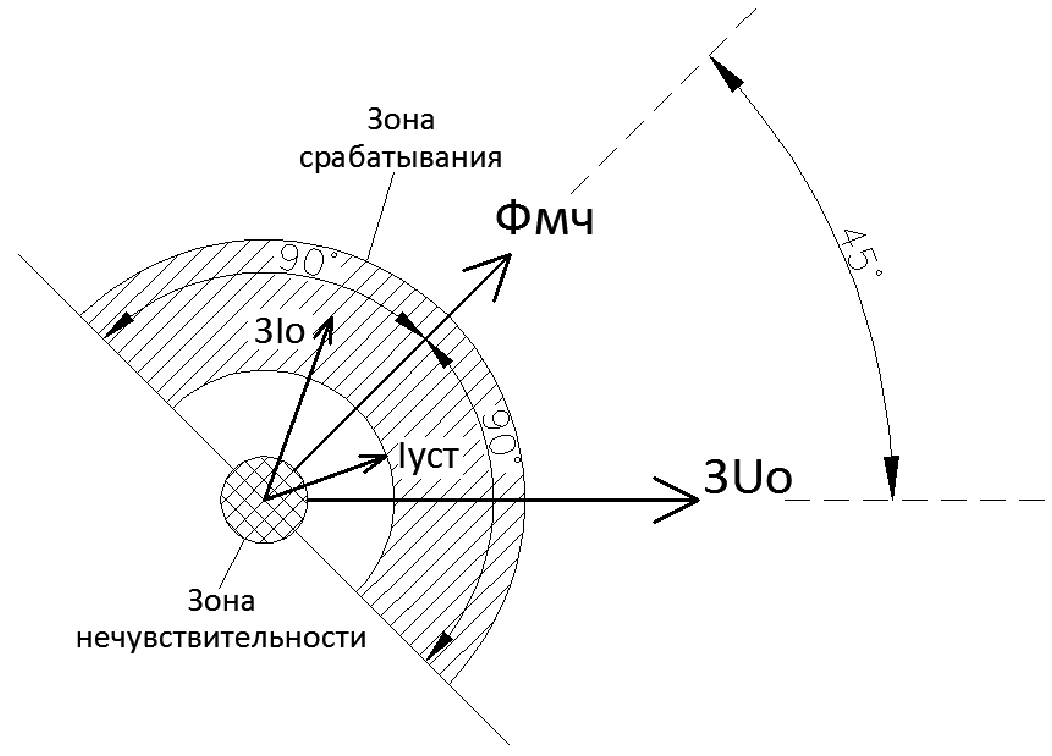 Зона
срабатывания
Фмч
90°
45°
3Io
90°
Iуст
3Uo
Зона
нечувствительности